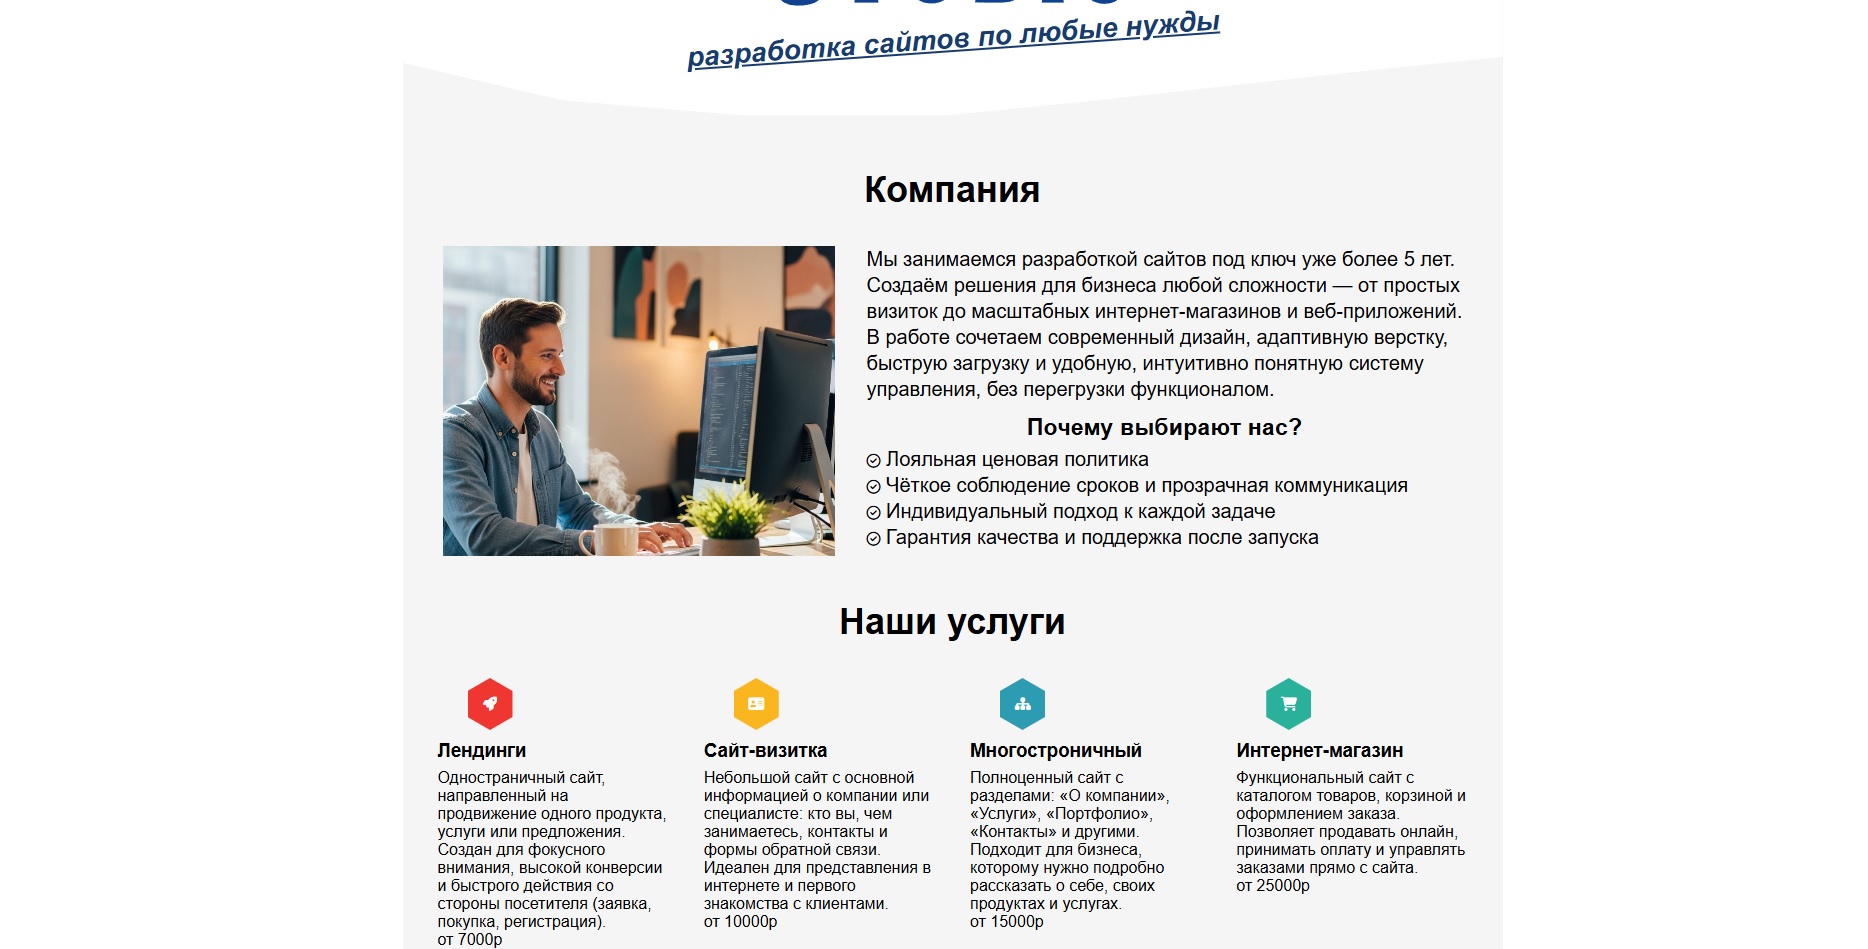 разработка сайтов по любые нужды
Компания
Мы занимаемся разработкой сайтов под ключ уже более 5 лет.
Создаём решения для бизнеса любой сложности — от простых
визиток до масштабных интернет-магазинов и веб-приложений.
В работе сочетаем современный дизайн, адаптивную верстку,
быструю загрузку и удобную, интуитивно понятную систему
управления, без перегрузки функционалом.
Почему выбирают нас?
Лояльная ценовая политика
Чёткое соблюдение сроков и прозрачная коммуникация
Индивидуальный подход к каждой задаче
Гарантия качества и поддержка после запуска
Наши услуги
Лендинги
Одностраничный сайт,
направленный на
продвижение одного продукта,
услуги или предложения.
Создан для фокусного
внимания, высокой конверсии
и быстрого действия со
стороны посетителя (заявка,
покупка, регистрация).
от 7000р
Сайт-визитка
Небольшой сайт с основной
информацией о компании или
специалисте: кто вы, чем
занимаетесь, контакты и
формы обратной связи.
Идеален для представления в
интернете и первого
знакомства с клиентами.
от 10000р
Многостроничный
Полноценный сайт с
разделами: «О компании»,
«Услуги», «Портфолио»,
«Контакты» и другими.
Подходит для бизнеса,
которому нужно подробно
рассказать о себе, своих
продуктах и услугах.
от 15000р
Интернет-магазин
Функциональный сайт с
каталогом товаров, корзиной и
оформлением заказа.
Позволяет продавать онлайн,
принимать оплату и управлять
заказами прямо с сайта.
от 25000р